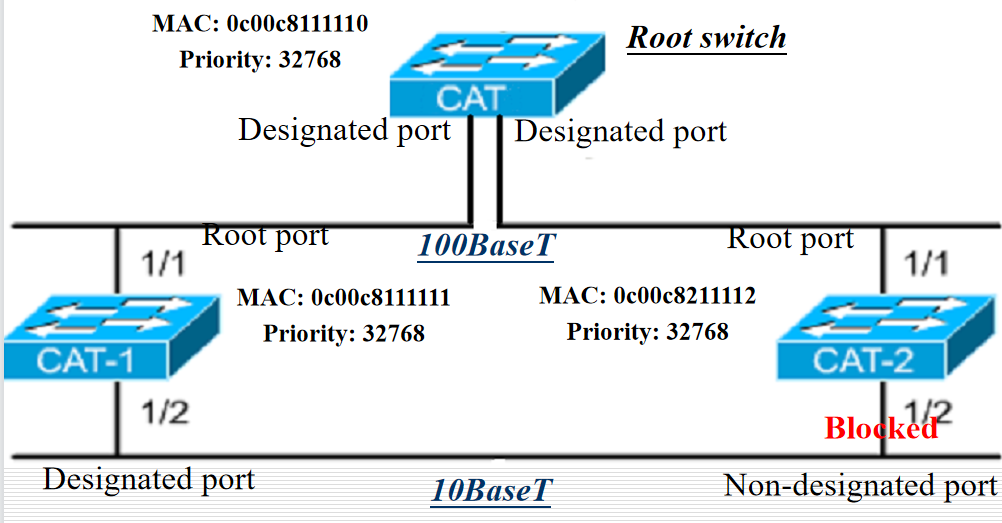 MAC: 0c00c8111110
Priority: 32768
Root switch
CAT
Designated port
Designated port
Root port
100BaseT
Root port
1/1
1/1
MAC: 0c00c8111111
Priority: 32768
MAC: 0c00c8211112
Priority: 32768
CAT-1
CAT-2
1/2
1/2
Blocked
Designated port
10BaseT
Non-designated port